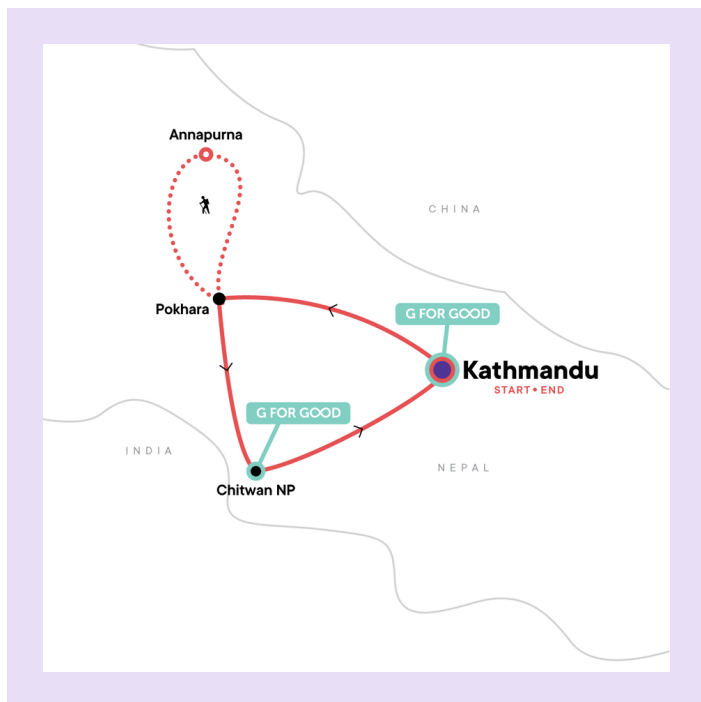 Annapurna
CHINA
Pokhara
G FOR GOOD
Kathmandu
START • END
G FOR GOOD
INDIA
NEPAL
Chitwan NP